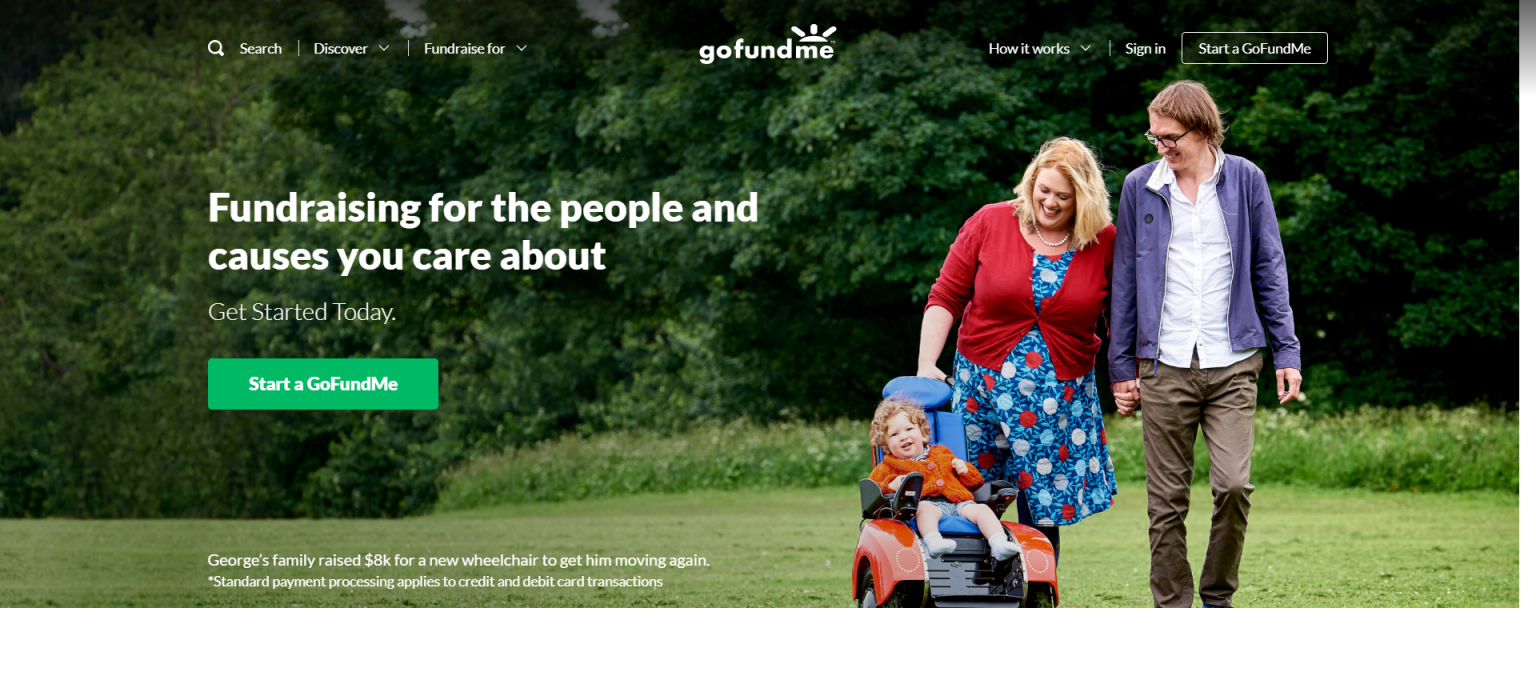 Search
Discover
Fundraise for
gofundme
How it works
Sign in
Start a GoFundMe
Fundraising for the people and
causes you care about
Get Started Today.
Start a GoFundMe
George's family raised $8k for a new wheelchair to get him moving again.
*Standard payment processing applies to credit and debit card transactions